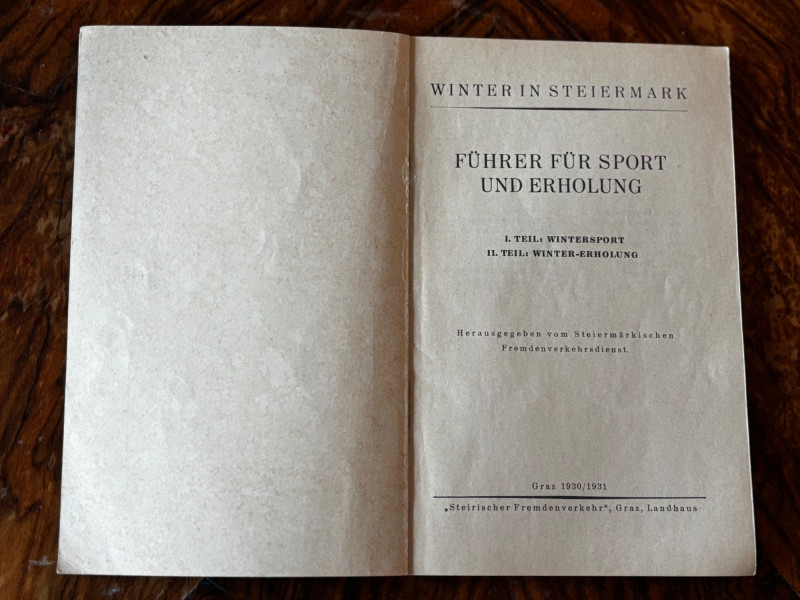 WINTER IN STEIERMARK
FÜHRER FÜR SPORT
UND ERHOLUNG
I. TEIL: WINTERSPORT
II. TEIL: WINTER-ERHOLUNG
Herausgegeben vom Steiermärkischen
Fremdenverkehrsdienst.
Graz 1930/1931
„Steirischer Fremdenverkehr“, Graz, Landhaus